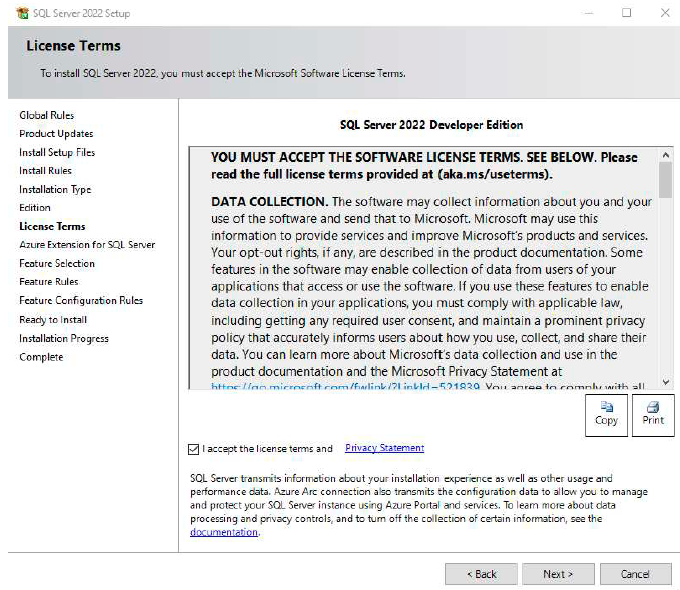 SQL Server 2022 Setup
License Terms
To install SQL Server 2022, you must accept the Microsoft Software License Terms.
Global Rules
Product Updates
Install Setup Files
Install Rules
Installation Type
Edition
License Terms
Azure Extension for SQL Server
Feature Selection
Feature Rules
Feature Configuration Rules
Ready to Install
Installation Progress
Complete
SQL Server 2022 Developer Edition
YOU MUST ACCEPT THE SOFTWARE LICENSE TERMS. SEE BELOW. Please
read the full license terms provided at (aka.ms/useterms).
DATA COLLECTION. The software may collect information about you and your
use of the software and send that to Microsoft. Microsoft may use this
information to provide services and improve Microsoft's products and services.
Your opt-out rights, if any, are described in the product documentation. Some
features in the software may enable collection of data from users of your
applications that access or use the software. If you use these features to enable
data collection in your applications, you must comply with applicable law,
including getting any required user consent, and maintain a prominent privacy
policy that accurately informs users about how you use, collect, and share their
data. You can learn more about Microsoft's data collection and use in the
product documentation and the Microsoft Privacy Statement at
https://go.microsoft.com/fwlink/?LinkId=521839. You agree to comply with all
Copy
Print
I accept the license terms and Privacy Statement
SQL Server transmits information about your installation experience as well as other usage and
performance data. Azure Arc connection also transmits the configuration data to allow you to manage
and protect your SQL Server instance using Azure Portal and services. To learn more about data
processing and privacy controls, and to turn off the collection of certain information, see the
documentation.
< Back
Next >
Cancel